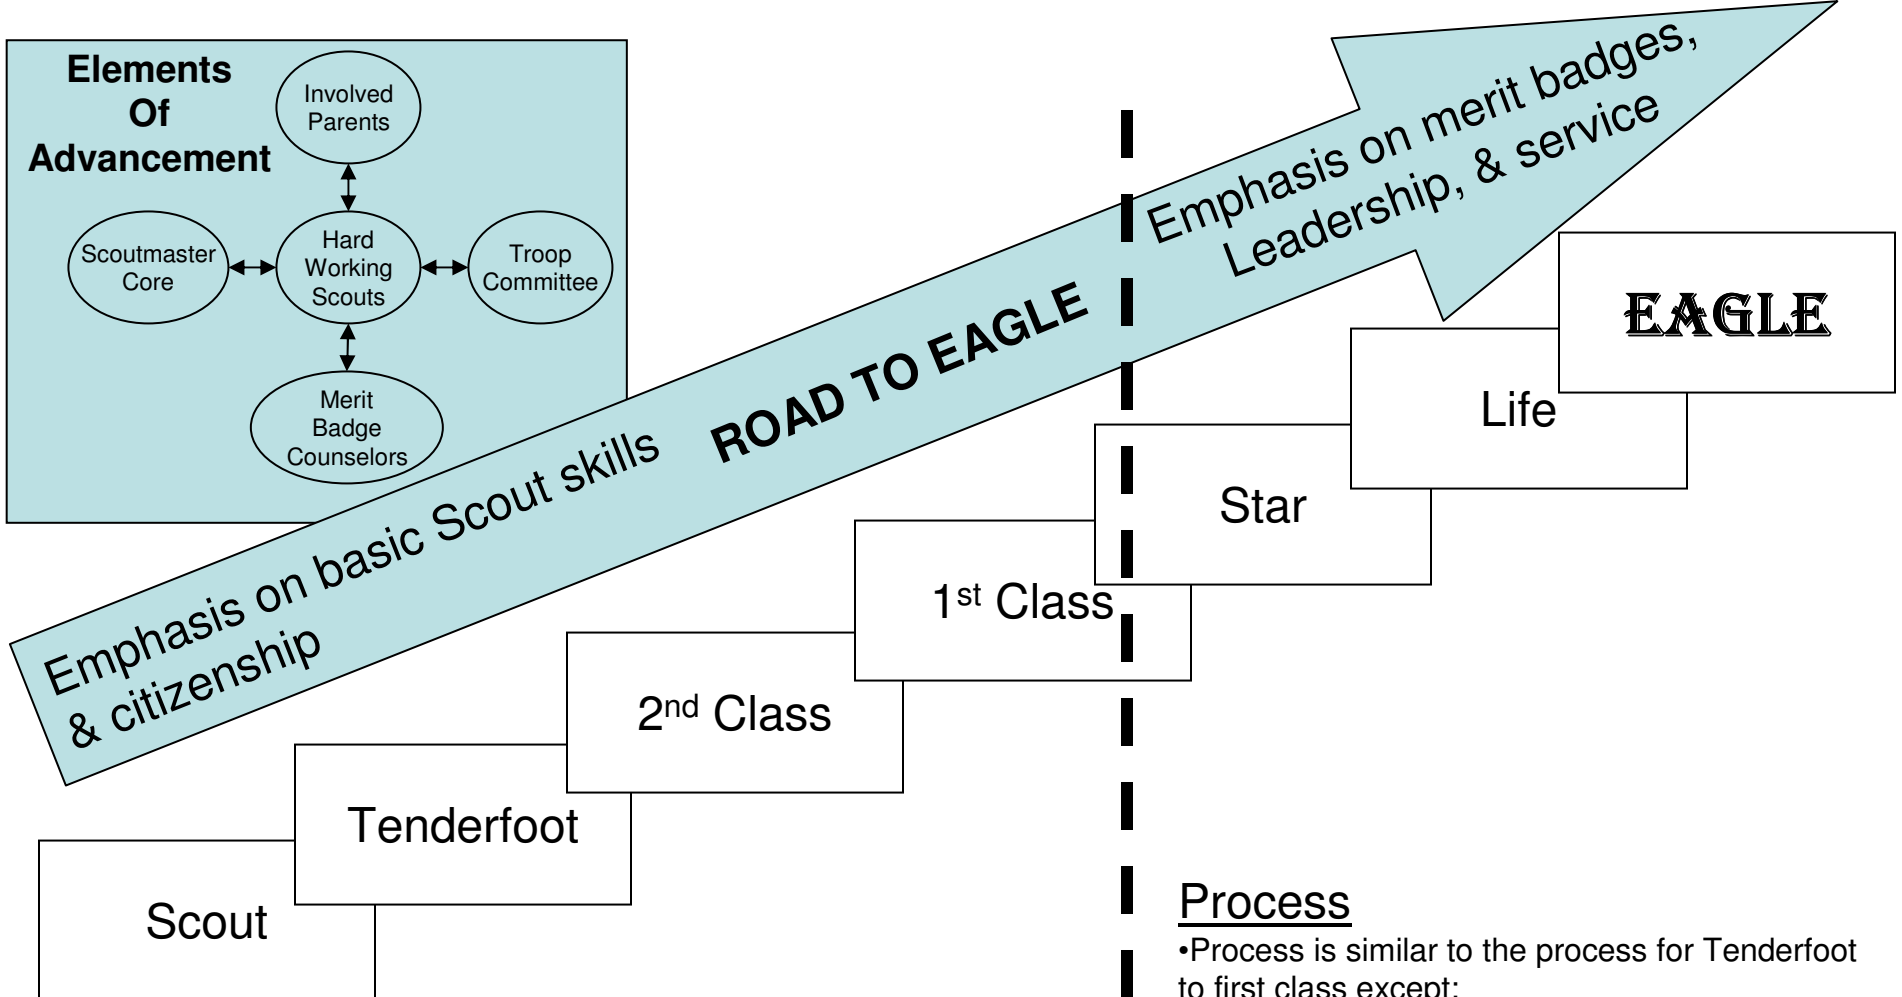 Elements
Of
Advancement
Involved
Parents
Scoutmaster
Core
Hard
Working
Scouts
Troop
Committee
Merit
Badge
Counselors
Emphasis on basic Scout skills
& citizenship
ROAD TO EAGLE
Emphasis on merit badges,
Leadership, & service
EAGLE
Life
Star
1st Class
2nd Class
Tenderfoot
Scout
Process
•Process is similar to the process for Tenderfoot
to first class except: